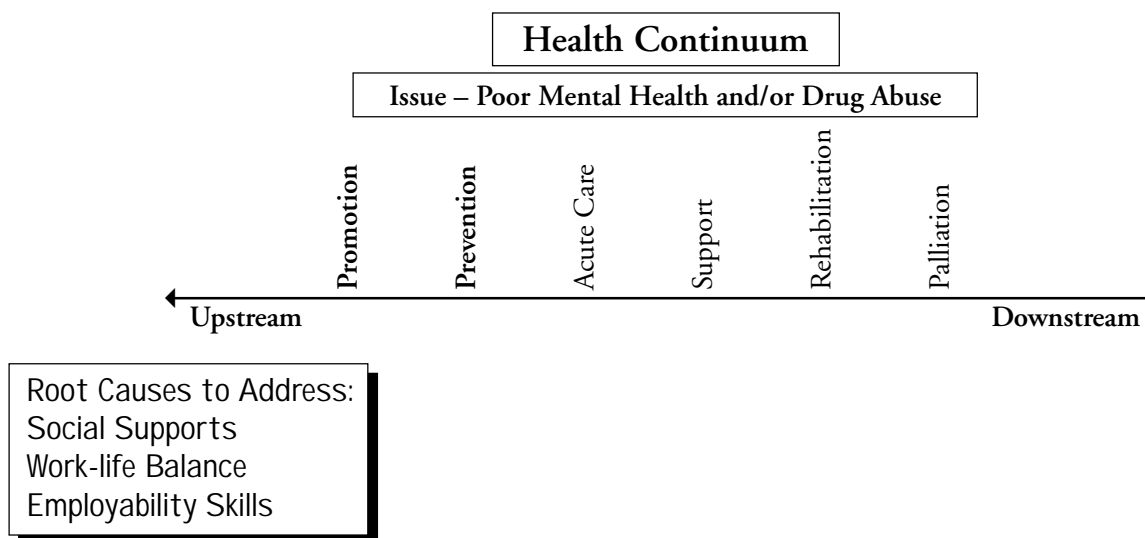 Health Continuum
Issue – Poor Mental Health and/or Drug Abuse
Promotion
Prevention
Acute Care
Support
Rehabilitation
Palliation
Upstream
Downstream
Root Causes to Address:
Social Supports
Work-life Balance
Employability Skills